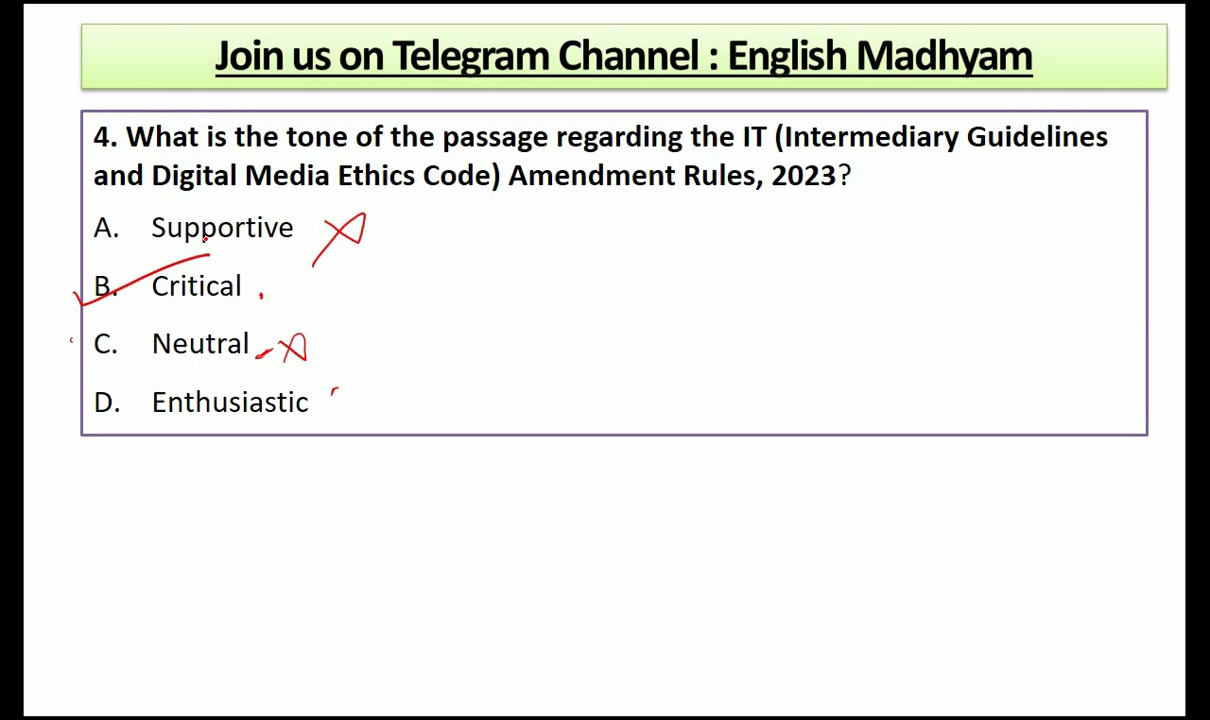 Join us on Telegram Channel : English Madhyam
4. What is the tone of the passage regarding the IT (Intermediary Guidelines
and Digital Media Ethics Code) Amendment Rules, 2023?
A. Supportive
B. Critical
C. Neutral
D. Enthusiastic